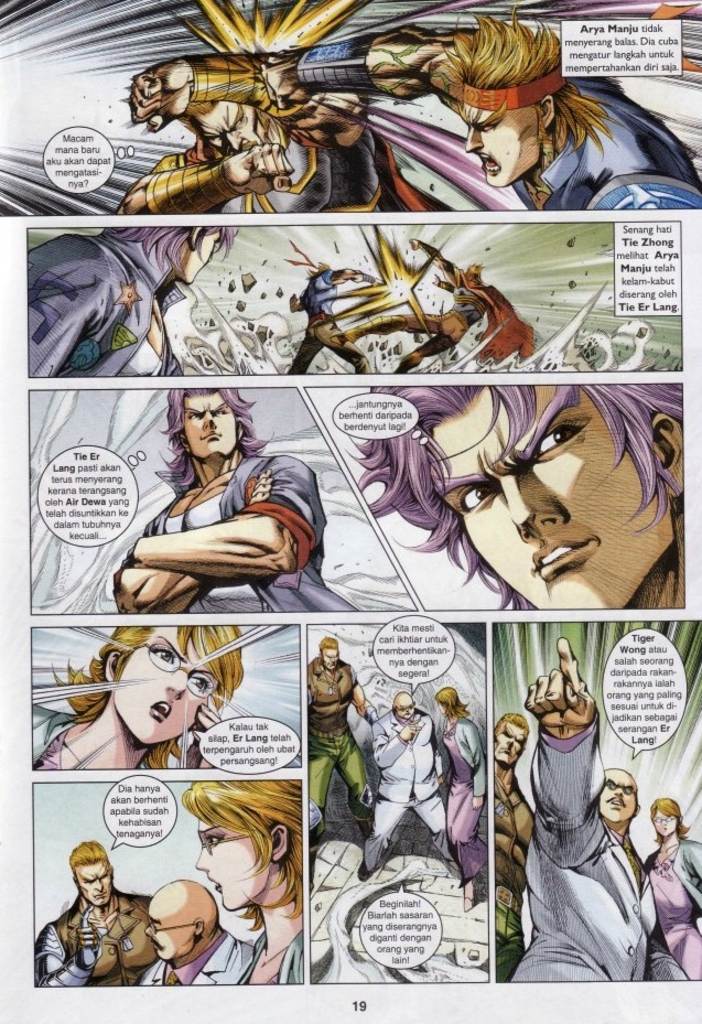 Arya Manju tidak
menyerang balas. Dia cuba
mengatur langkah untuk
mempertahankan diri saja.
Macam
mana baru
aku akan dapat
mengatasi-
nya?
Senang hati
Tie Zhong
melihat Arya
Manju telah
kelam-kabut
diserang oleh
Tie Er Lang.
Tie Er
Lang pasti akan
terus menyerang
kerana terangsang
oleh Air Dewa yang
telah disuntikkan ke
dalam tubuhnya
kecuali...
...jantungnya
berhenti daripada
berdenyut lagi!
Kalau tak
silap, Er Lang telah
terpengaruh oleh ubat
persangsang!
Dia hanya
akan berhenti
apabila sudah
kehabisan
tenaganya!
Kita mesti
cari ikhtiar untuk
memberhentikan-
nya dengan
segera!
Beginilah!
Biarlah sasaran
yang diserangnya
diganti dengan
orang yang
lain!
Tiger
Wong atau
salah seorang
daripada rakan-
rakannya ialah
orang yang paling
sesuai untuk di-
jadikan sebagai
sasaran Er
Lang!
19